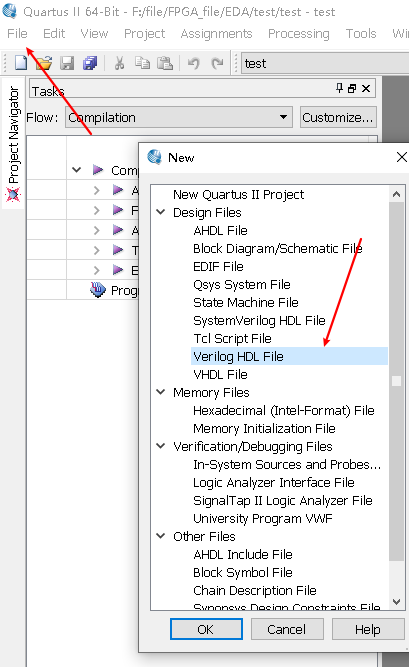 Quartus II 64-Bit - F:/file/FPGA_file/EDA/test/test - test
File Edit View Project Assignments Processing Tools Win
test
Project Navigator
Tasks
Flow: Compilation Customize...
New
New Quartus II Project
Design Files
AHDL File
Block Diagram/Schematic File
EDIF File
Qsys System File
State Machine File
SystemVerilog HDL File
Tcl Script File
Verilog HDL File
VHDL File
Memory Files
Hexadecimal (Intel-Format) File
Memory Initialization File
Verification/Debugging Files
In-System Sources and Probes...
Logic Analyzer Interface File
SignalTap II Logic Analyzer File
University Program VWF
Other Files
AHDL Include File
Block Symbol File
Chain Description File
Synopsys Design Constraints File
OK Cancel Help
Comp
A
F
A
T
E
Progr